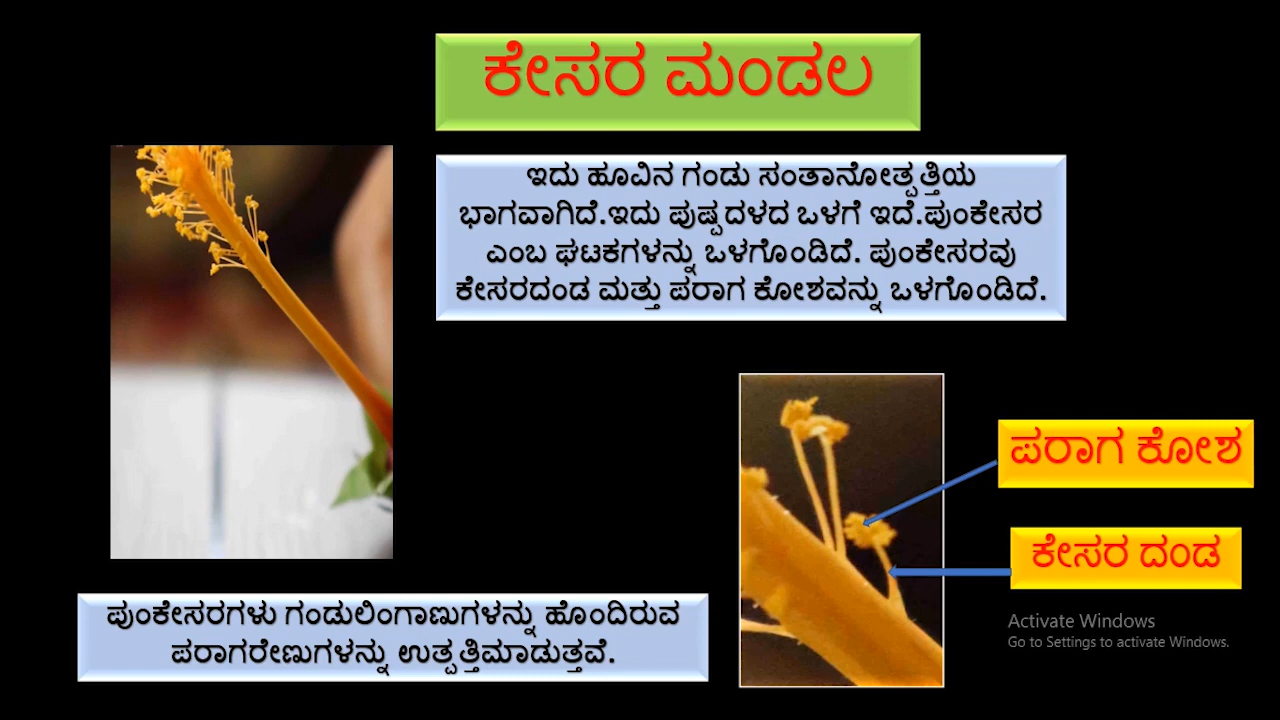 ಕೇಸರ ಮಂಡಲ
ಇದು ಹೂವಿನ ಗಂಡು ಸಂತಾನೋತ್ಪತ್ತಿಯ
ಭಾಗವಾಗಿದೆ.ಇದು ಪುಷ್ಪದಳದ ಒಳಗೆ ಇದೆ.ಪುಂಕೇಸರ
ಎಂಬ ಘಟಕಗಳನ್ನು ಒಳಗೊಂಡಿದೆ. ಪುಂಕೇಸರವು
ಕೇಸರದಂಡ ಮತ್ತು ಪರಾಗ ಕೋಶವನ್ನು ಒಳಗೊಂಡಿದೆ.
ಪರಾಗ ಕೋಶ
ಕೇಸರ ದಂಡ
ಪುಂಕೇಸರಗಳು ಗಂಡುಲಿಂಗಾಣುಗಳನ್ನು ಹೊಂದಿರುವ
ಪರಾಗರೇಣುಗಳನ್ನು ಉತ್ಪತ್ತಿಮಾಡುತ್ತವೆ.
Activate Windows
Go to Settings to activate Windows.